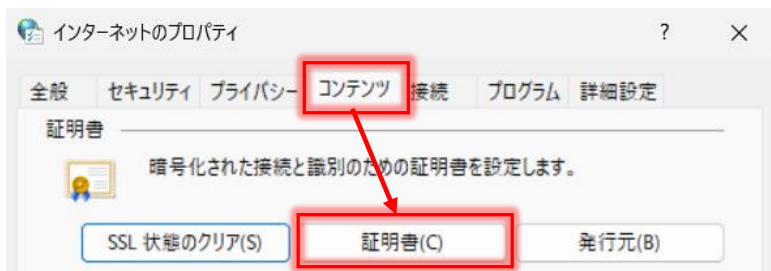 インターネットのプロパティ ? ×
全般 セキュリティ プライバシー コンテンツ 接続 プログラム 詳細設定
証明書
暗号化された接続と識別のための証明書を設定します。
SSL 状態のクリア(S) 証明書(C) 発行元(B)